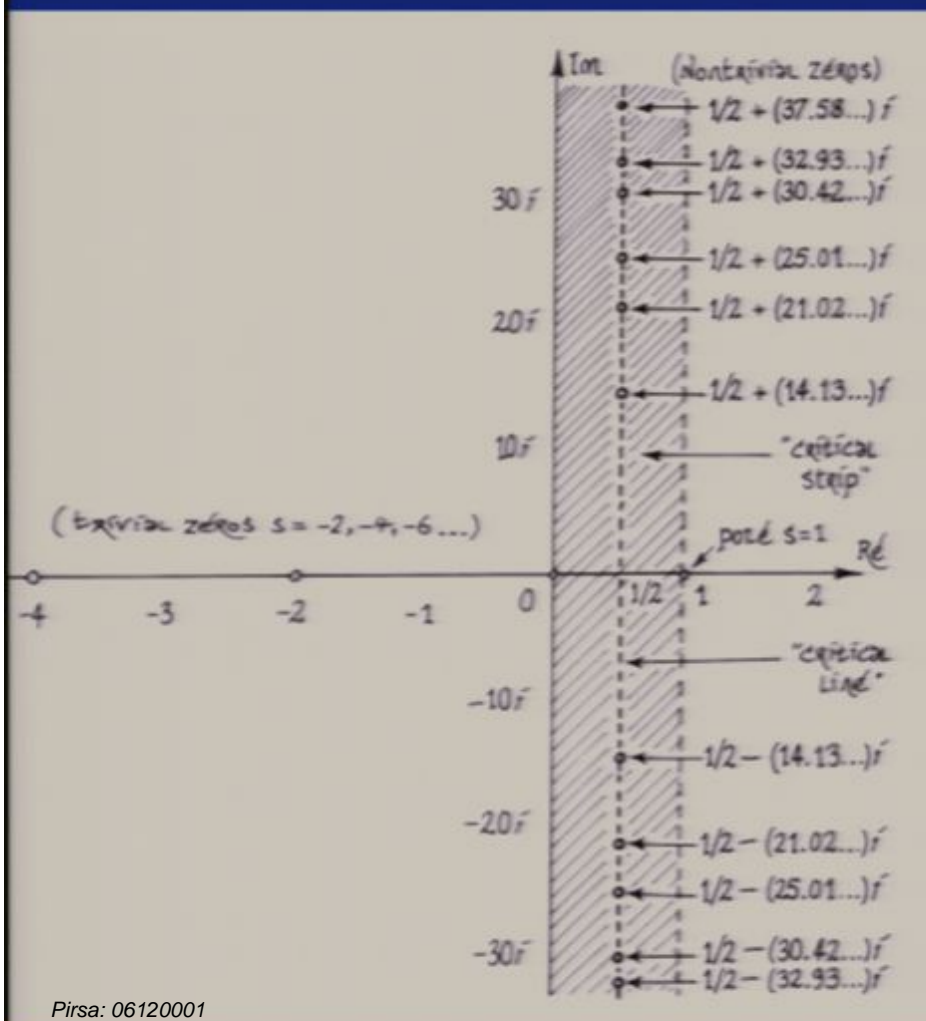 Im
(Nontrivial zeros)
1/2 + (37.58...) i
1/2 + (32.93...) i
1/2 + (30.42...) i
30 i
1/2 + (25.01...) i
1/2 + (21.02...) i
20 i
1/2 + (14.13...) i
10 i
"critical
strip"
(trivial zeros s = -2, -4, -6 ...)
pole s=1
Re
-4 -3 -2 -1 0 1/2 1 2
"critical
line"
-10 i
1/2 - (14.13...) i
-20 i
1/2 - (21.02...) i
1/2 - (25.01...) i
-30 i
1/2 - (30.42...) i
1/2 - (32.93...) i
Pirsa: 06120001